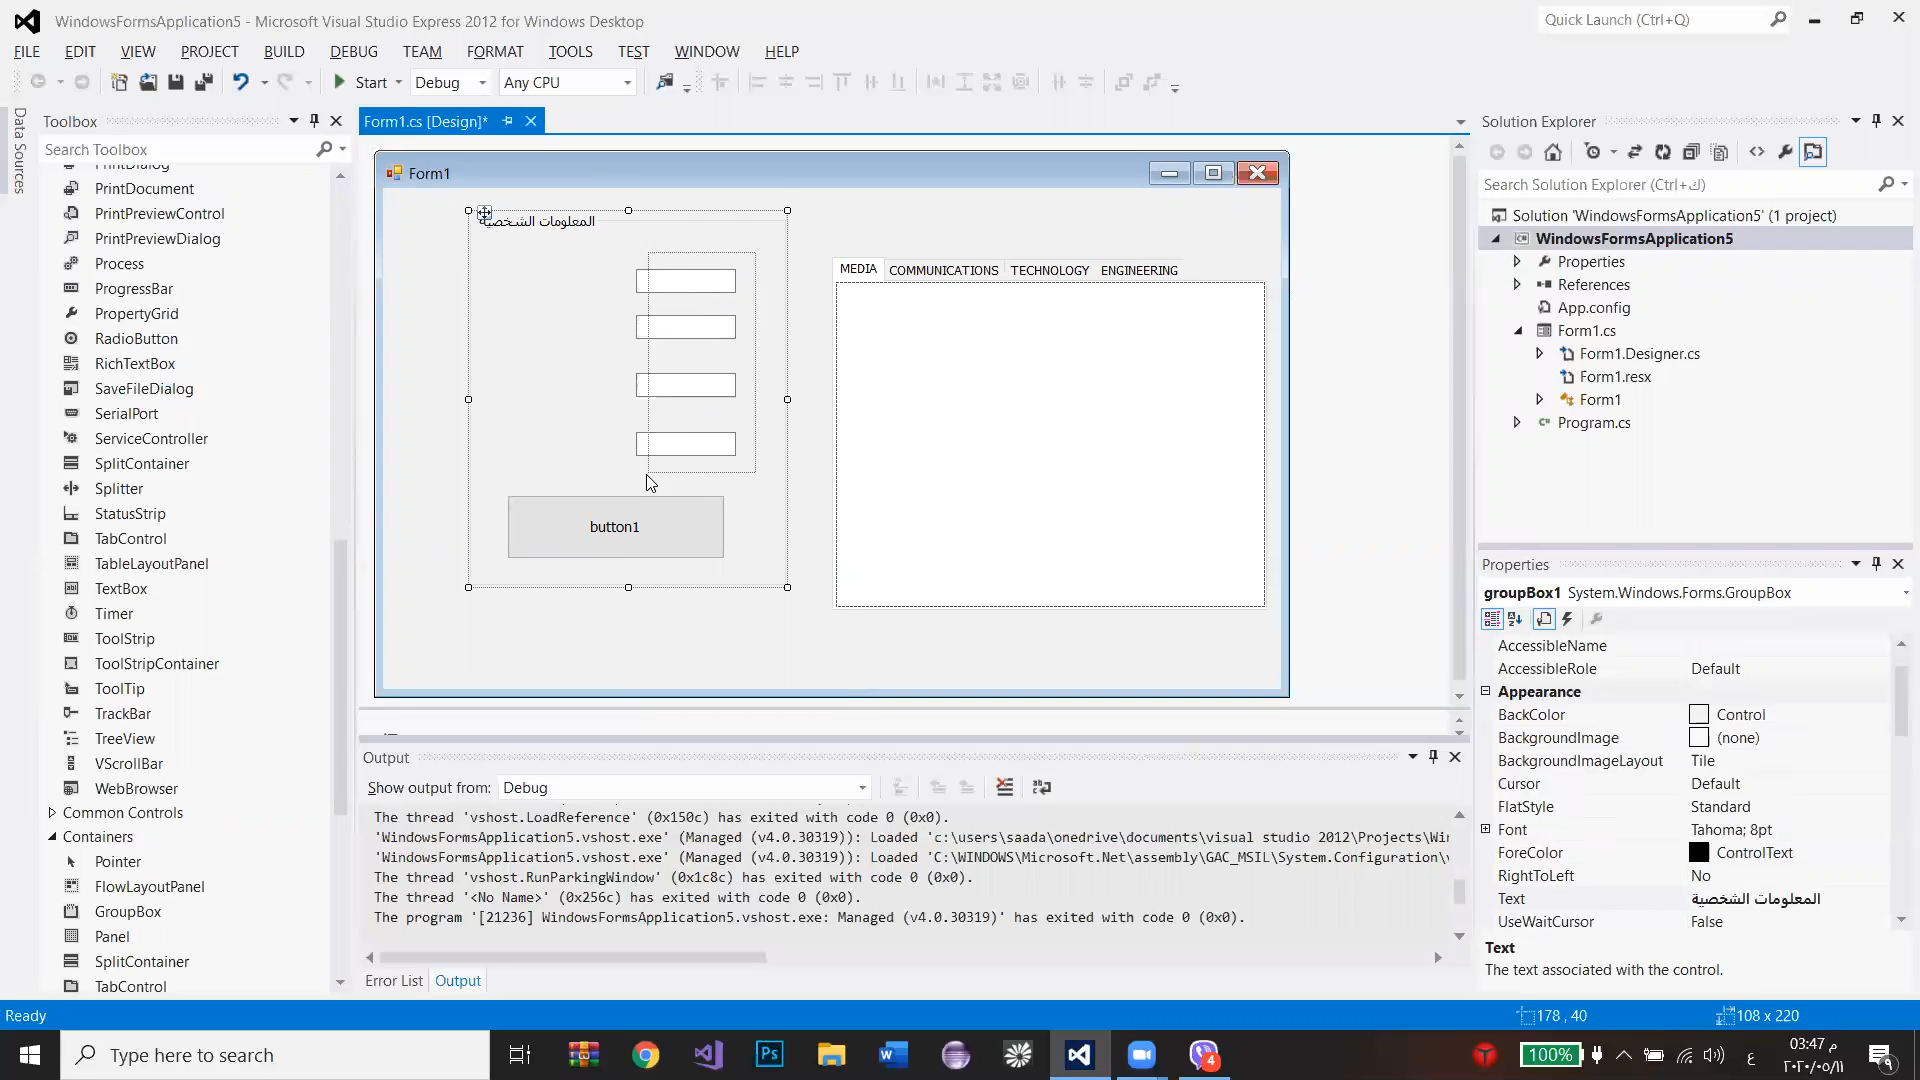 WindowsFormsApplication5 - Microsoft Visual Studio Express 2012 for Windows Desktop
Quick Launch (Ctrl+Q)
FILE EDIT VIEW PROJECT BUILD DEBUG TEAM FORMAT TOOLS TEST WINDOW HELP
Start Debug Any CPU
Data Sources
Toolbox
Search Toolbox
PrintDialog
PrintDocument
PrintPreviewControl
PrintPreviewDialog
Process
ProgressBar
PropertyGrid
RadioButton
RichTextBox
SaveFileDialog
SerialPort
ServiceController
SplitContainer
Splitter
StatusStrip
TabControl
TableLayoutPanel
TextBox
Timer
ToolStrip
ToolStripContainer
ToolTip
TrackBar
TreeView
VScrollBar
WebBrowser
Common Controls
Containers
Pointer
FlowLayoutPanel
GroupBox
Panel
SplitContainer
TabControl
Form1.cs [Design]*
Form1
المعلومات الشخصية
button1
MEDIA COMMUNICATIONS TECHNOLOGY ENGINEERING
Output
Show output from: Debug
The thread 'vshost.LoadReference' (0x150c) has exited with code 0 (0x0).
'WindowsFormsApplication5.vshost.exe' (Managed (v4.0.30319)): Loaded 'c:\users\saada\onedrive\documents\visual studio 2012\Projects\Wi
'WindowsFormsApplication5.vshost.exe' (Managed (v4.0.30319)): Loaded 'C:\WINDOWS\Microsoft.Net\assembly\GAC_MSIL\System.Configuration\
The thread 'vshost.RunParkingWindow' (0x1c8c) has exited with code 0 (0x0).
The thread '<No Name>' (0x256c) has exited with code 0 (0x0).
The program '[21236] WindowsFormsApplication5.vshost.exe: Managed (v4.0.30319)' has exited with code 0 (0x0).
Error List Output
Solution Explorer
Search Solution Explorer (Ctrl+ك)
Solution 'WindowsFormsApplication5' (1 project)
WindowsFormsApplication5
Properties
References
App.config
Form1.cs
Form1.Designer.cs
Form1.resx
Form1
Program.cs
Properties
groupBox1 System.Windows.Forms.GroupBox
AccessibleName
AccessibleRole Default
Appearance
BackColor Control
BackgroundImage (none)
BackgroundImageLayout Tile
Cursor Default
FlatStyle Standard
Font Tahoma; 8pt
ForeColor ControlText
RightToLeft No
Text المعلومات الشخصية
UseWaitCursor False
Text
The text associated with the control.
Ready 178 , 40 108 x 220
Type here to search
Ps
W
4
100%
ع
03:47 م
٢٠٢٠/٠٥/١١
٩